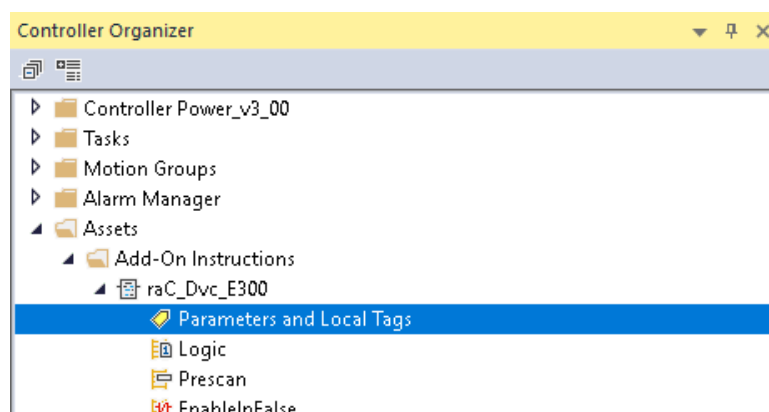 Controller Organizer
Controller Power_v3_00
Tasks
Motion Groups
Alarm Manager
Assets
Add-On Instructions
raC_Dvc_E300
Parameters and Local Tags
Logic
Prescan
EnableInFalse